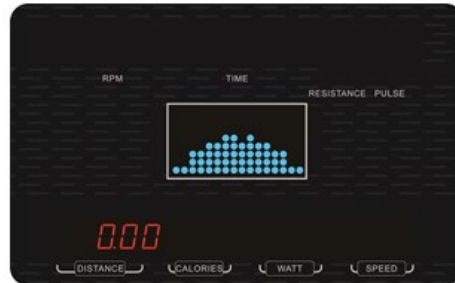 RPM TIME
RESISTANCE PULSE
0.00
DISTANCE CALORIES WATT SPEED